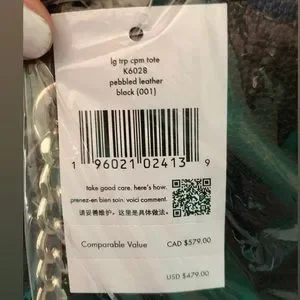 lg trp cpm tote
K6028
pebbled leather
black (001)
1 96021 02413 9
take good care. here's how.
prenez-en bien soin. voici comment.
请妥善维护，这里是具体做法。
Comparable Value CAD $579.00
USD $479.00